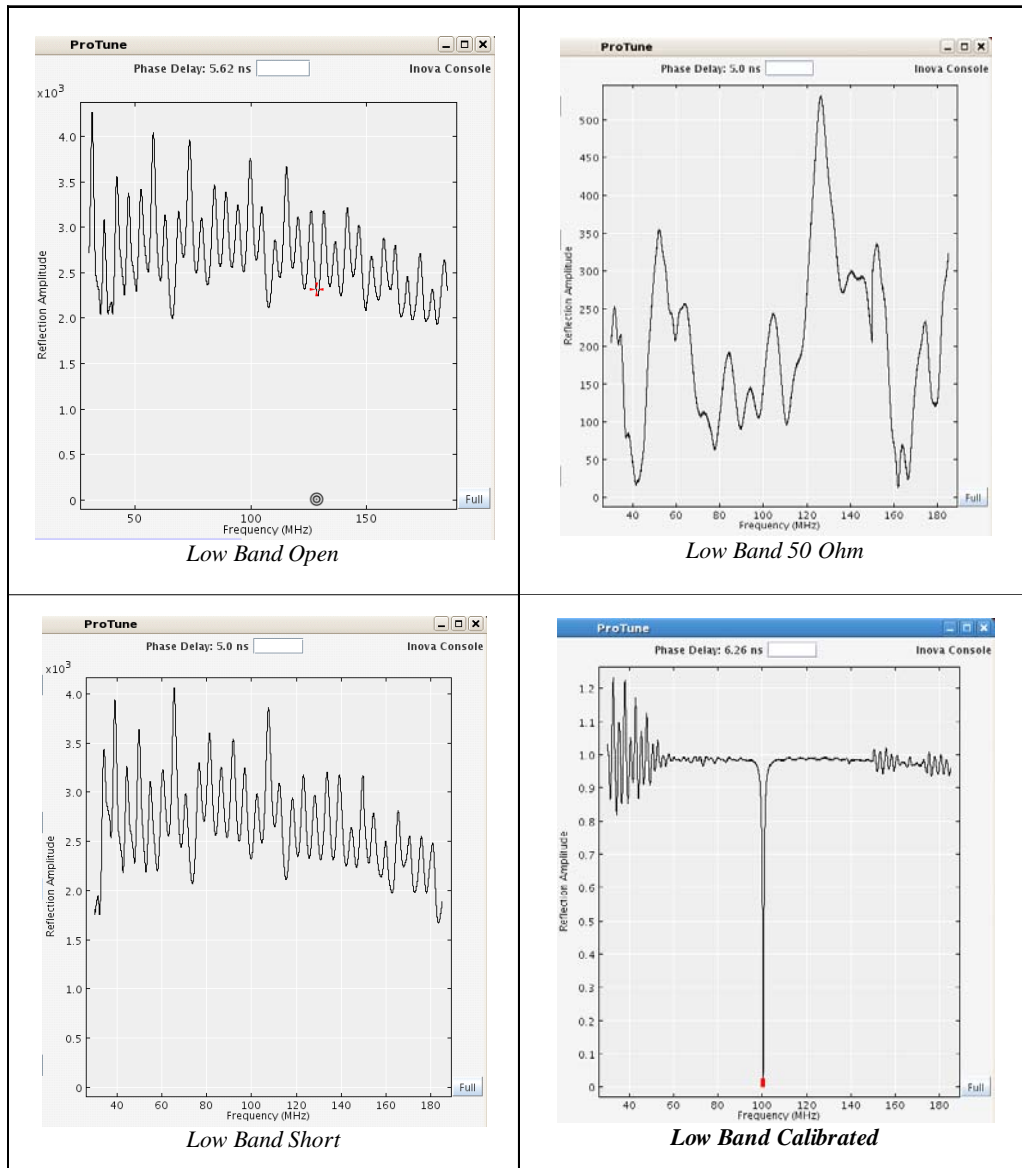 ProTune
Phase Delay: 5.62 ns
Inova Console
x10³
4.0
3.5
3.0
2.5
2.0
1.5
1.0
0.5
0
Reflection Amplitude
50
100
150
Frequency (MHz)
Full
Low Band Open
ProTune
Phase Delay: 5.0 ns
Inova Console
500
450
400
350
300
250
200
150
100
50
0
Reflection Amplitude
40
60
80
100
120
140
160
180
Frequency (MHz)
Full
Low Band 50 Ohm
ProTune
Phase Delay: 5.0 ns
Inova Console
x10³
4.0
3.5
3.0
2.5
2.0
1.5
1.0
0.5
0
Reflection Amplitude
40
60
80
100
120
140
160
180
Frequency (MHz)
Full
Low Band Short
ProTune
Phase Delay: 6.26 ns
Inova Console
1.2
1.1
1.0
0.9
0.8
0.7
0.6
0.5
0.4
0.3
0.2
0.1
0
Reflection Amplitude
40
60
80
100
120
140
160
180
Frequency (MHz)
Full
Low Band Calibrated